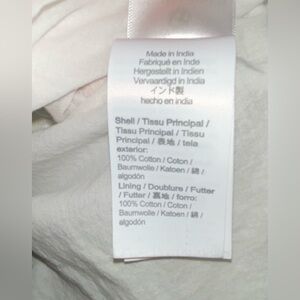 Made in India
Fabriqué en Inde
Hergestellt in Indien
Vervaardigd in India
インド製
hecho en india
Shell / Tissu Principal /
Tissu Principal / Tissu
Principal / 表地 / tela
exterior:
100% Cotton / Coton /
Baumwolle / Katoen / 綿 /
algodón
Lining / Doublure / Futter
/ Futter / 裏地 / forro:
100% Cotton / Coton /
Baumwolle / Katoen / 綿 /
algodón